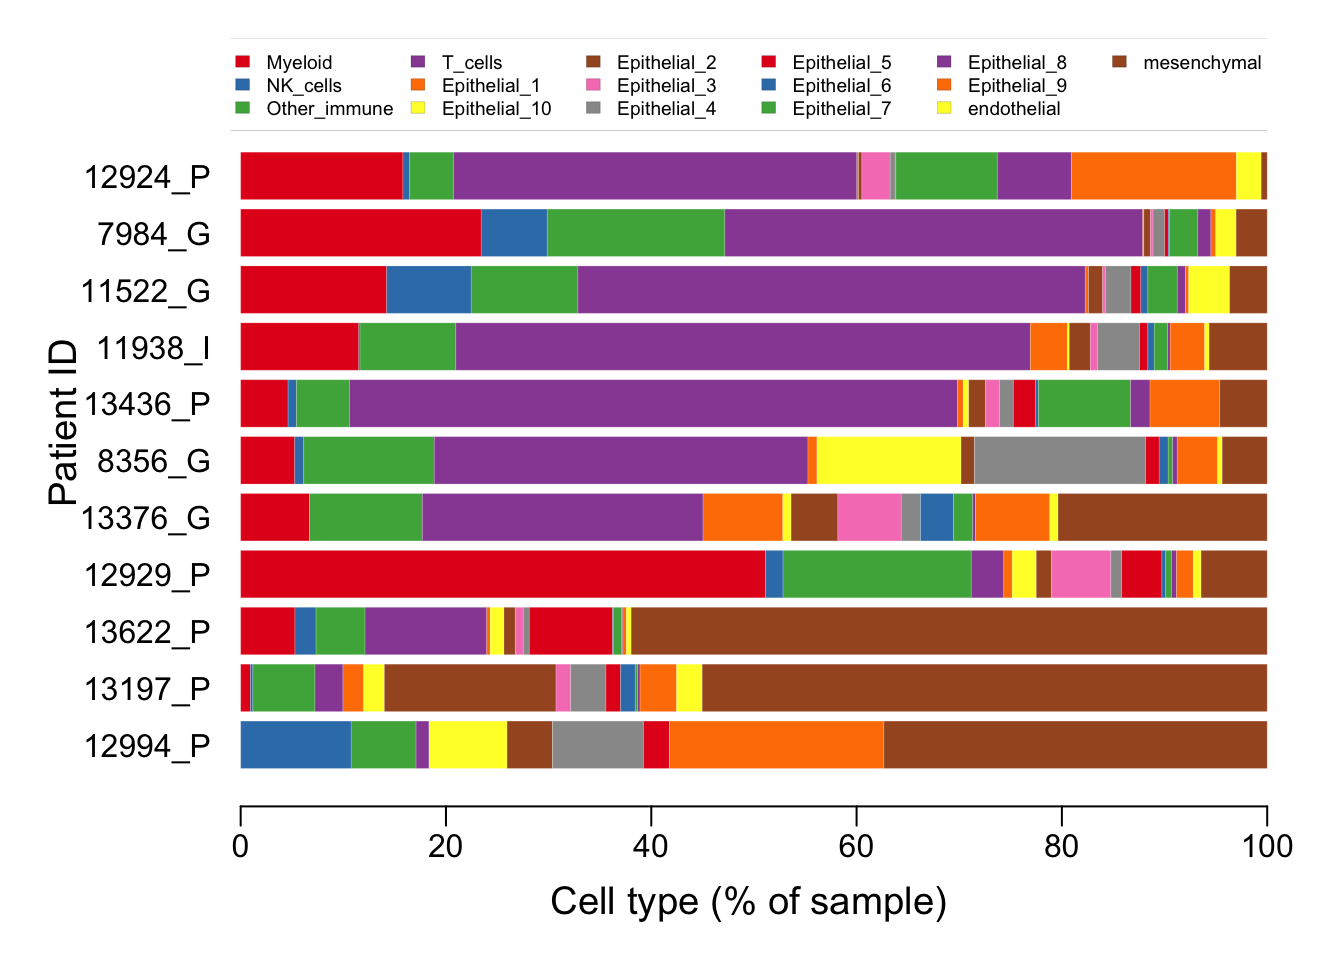 Myeloid T_cells Epithelial_2 Epithelial_5 Epithelial_8 mesenchymal
NK_cells Epithelial_1 Epithelial_3 Epithelial_6 Epithelial_9
Other_immune Epithelial_10 Epithelial_4 Epithelial_7 endothelial
Patient ID
12924_P
7984_G
11522_G
11938_I
13436_P
8356_G
13376_G
12929_P
13622_P
13197_P
12994_P
0 20 40 60 80 100
Cell type (% of sample)